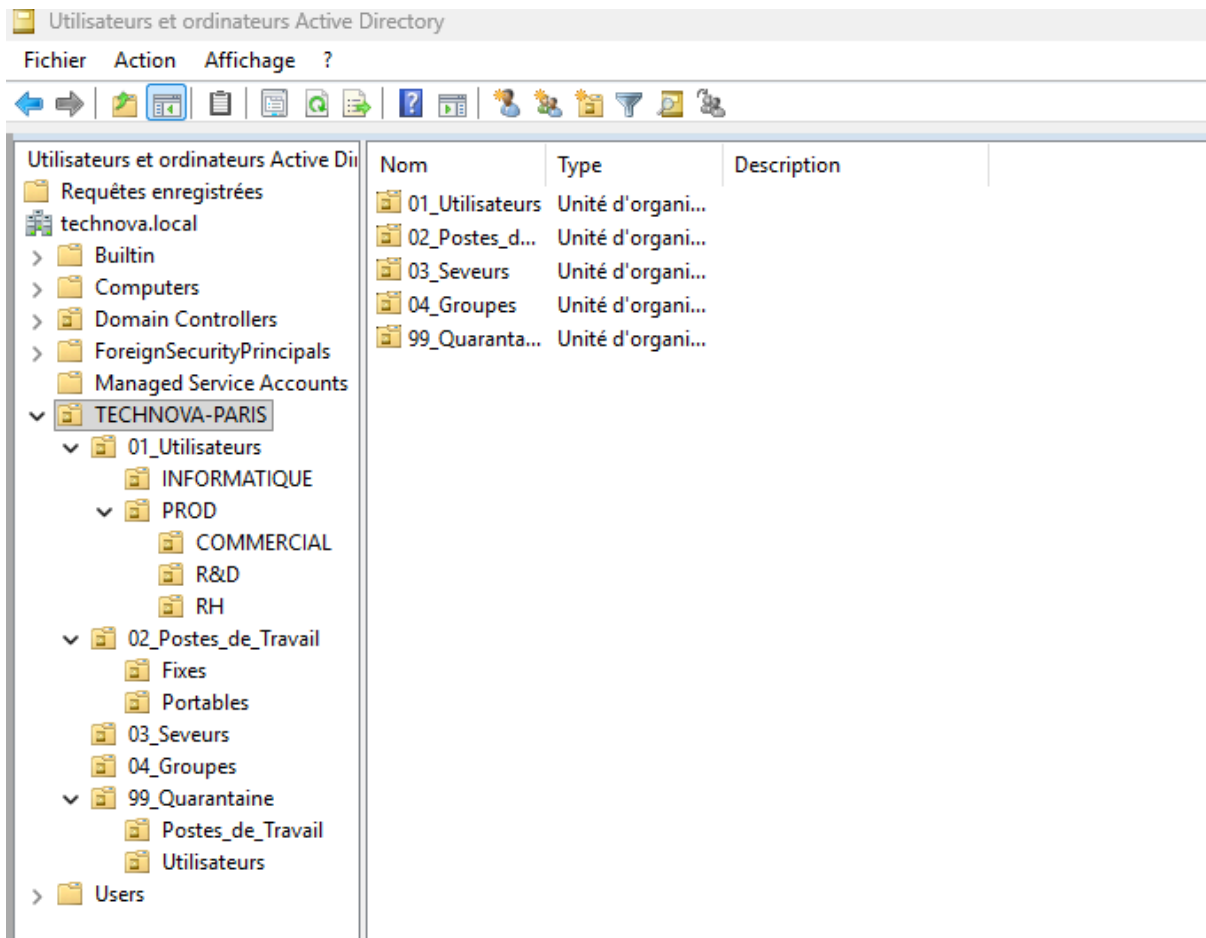 Utilisateurs et ordinateurs Active Directory
Fichier Action Affichage ?
Utilisateurs et ordinateurs Active Di
Requêtes enregistrées
technova.local
Builtin
Computers
Domain Controllers
ForeignSecurityPrincipals
Managed Service Accounts
TECHNOVA-PARIS
01_Utilisateurs
INFORMATIQUE
PROD
COMMERCIAL
R&D
RH
02_Postes_de_Travail
Fixes
Portables
03_Seveurs
04_Groupes
99_Quarantaine
Postes_de_Travail
Utilisateurs
Users
Nom Type Description
01_Utilisateurs Unité d'organi...
02_Postes_d... Unité d'organi...
03_Seveurs Unité d'organi...
04_Groupes Unité d'organi...
99_Quaranta... Unité d'organi...